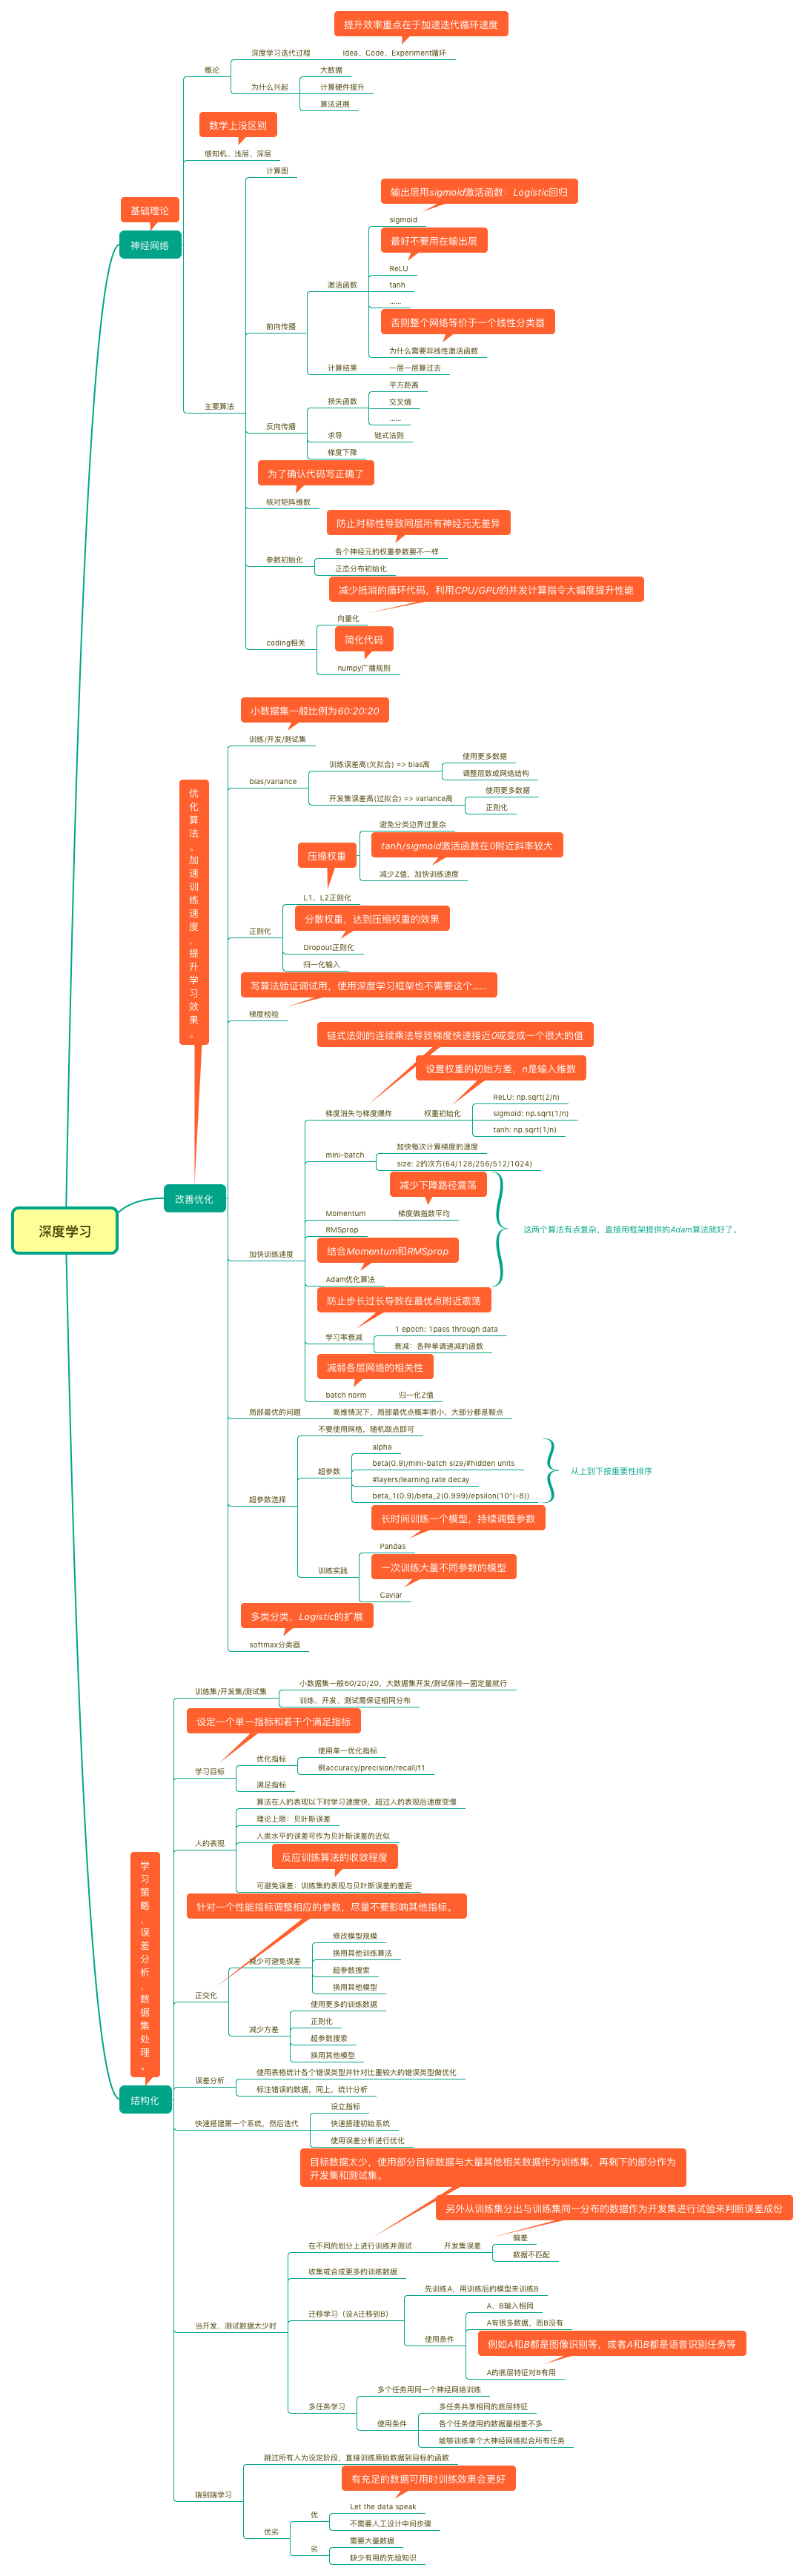 提升效率重点在于加速迭代循环速度
深度学习迭代过程
Idea、Code、Experiment循环
概论
大数据
为什么兴起
计算硬件提升
算法进展
数学上没区别
感知机、浅层、深层
计算图
基础理论
神经网络
输出层用sigmoid激活函数：Logistic回归
sigmoid
最好不要用在输出层
ReLU
激活函数
tanh
......
否则整个网络等价于一个线性分类器
前向传播
为什么需要非线性激活函数
计算结果
一层一层算过去
平方距离
损失函数
交叉熵
主要算法
......
反向传播
求导
链式法则
梯度下降
为了确认代码写正确了
核对矩阵维数
防止对称性导致同层所有神经元无差异
各个神经元的权重参数要不一样
参数初始化
正态分布初始化
减少抵消的循环代码，利用CPU/GPU的并发计算指令大幅度提升性能
向量化
简化代码
coding相关
numpy广播规则
小数据集一般比例为60:20:20
训练/开发/测试集
使用更多数据
训练误差高(欠拟合) => bias高
调整层数或网络结构
bias/variance
使用更多数据
开发集误差高(过拟合) => variance高
正则化
优化算法。加速训练速度，提升学习效果。
避免分类边界过复杂
tanh/sigmoid激活函数在0附近斜率较大
压缩权重
减少Z值，加快训练速度
L1、L2正则化
分散权重，达到压缩权重的效果
正则化
Dropout正则化
归一化输入
写算法验证调试用，使用深度学习框架也不需要这个......
梯度检验
链式法则的连续乘法导致梯度快速接近0或变成一个很大的值
设置权重的初始方差，n是输入维数
ReLU: np.sqrt(2/n)
梯度消失与梯度爆炸
权重初始化
sigmoid: np.sqrt(1/n)
tanh: np.sqrt(1/n)
加快每次计算梯度的速度
mini-batch
size: 2的次方(64/128/256/512/1024)
减少下降路径震荡
改善优化
Momentum
梯度做指数平均
深度学习
RMSprop
这两个算法有点复杂，直接用框架提供的Adam算法就好了。
结合Momentum和RMSprop
加快训练速度
Adam优化算法
防止步长过长导致在最优点附近震荡
1 epoch: 1pass through data
学习率衰减
衰减：各种单调递减的函数
减弱各层网络的相关性
batch norm
归一化Z值
局部最优的问题
高维情况下，局部最优点概率很小，大部分都是鞍点
不要使用网格，随机取点即可
alpha
beta(0.9)/mini-batch size/#hidden units
超参数
从上到下按重要性排序
#layers/learning rate decay
beta_1(0.9)/beta_2(0.999)/epsilon(10^(-8))
超参数选择
长时间训练一个模型，持续调整参数
Pandas
一次训练大量不同参数的模型
训练实践
Caviar
多类分类，Logistic的扩展
softmax分类器
小数据集一般60/20/20，大数据集开发/测试保持一固定量就行
训练集/开发集/测试集
训练、开发、测试需保证相同分布
设定一个单一指标和若干个满足指标
使用单一优化指标
优化指标
例accuracy/precision/recall/f1
学习目标
满足指标
算法在人的表现以下时学习速度快，超过人的表现后速度变慢
理论上限：贝叶斯误差
人类水平的误差可作为贝叶斯误差的近似
人的表现
反应训练算法的收敛程度
可避免误差：训练集的表现与贝叶斯误差的差距
学习策略，误差分析，数据集处理。
针对一个性能指标调整相应的参数，尽量不要影响其他指标。
修改模型规模
减少可避免误差
换用其他训练算法
超参数搜索
换用其他模型
正交化
使用更多的训练数据
正则化
减少方差
超参数搜索
换用其他模型
使用表格统计各个错误类型并针对比重较大的错误类型做优化
误差分析
标注错误的数据，同上，统计分析
结构化
设立指标
快速搭建第一个系统，然后迭代
快速搭建初始系统
使用误差分析进行优化
目标数据太少，使用部分目标数据与大量其他相关数据作为训练集，再剩下的部分作为
开发集和测试集。
另外从训练集分出与训练集同一分布的数据作为开发集进行试验来判断误差成份
偏差
在不同的划分上进行训练并测试
开发集误差
数据不匹配
收集或合成更多的训练数据
先训练A，用训练后的模型来训练B
迁移学习（设A迁移到B）
A、B输入相同
当开发、测试数据太少时
A有很多数据，而B没有
使用条件
例如A和B都是图像识别等，或者A和B都是语音识别任务等
A的底层特征对B有用
多个任务用同一个神经网络训练
多任务学习
多任务共享相同的底层特征
使用条件
各个任务使用的数据量相差不多
能够训练单个大神经网络拟合所有任务
跳过所有人为设定阶段，直接训练原始数据到目标的函数
有充足的数据可用时训练效果会更好
端到端学习
Let the data speak
优
不需要人工设计中间步骤
优劣
需要大量数据
劣
缺少有用的先验知识